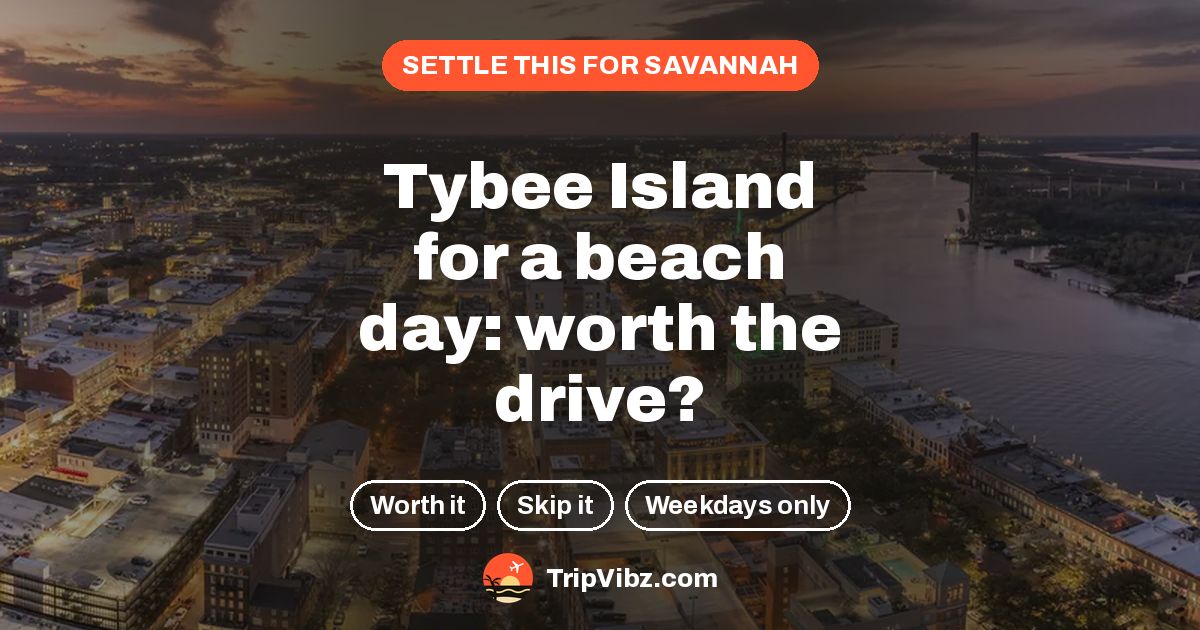 SETTLE THIS FOR SAVANNAH
Tybee Island
for a beach
day: worth the
drive?
Worth it
Skip it
Weekdays only
TripVibz.com